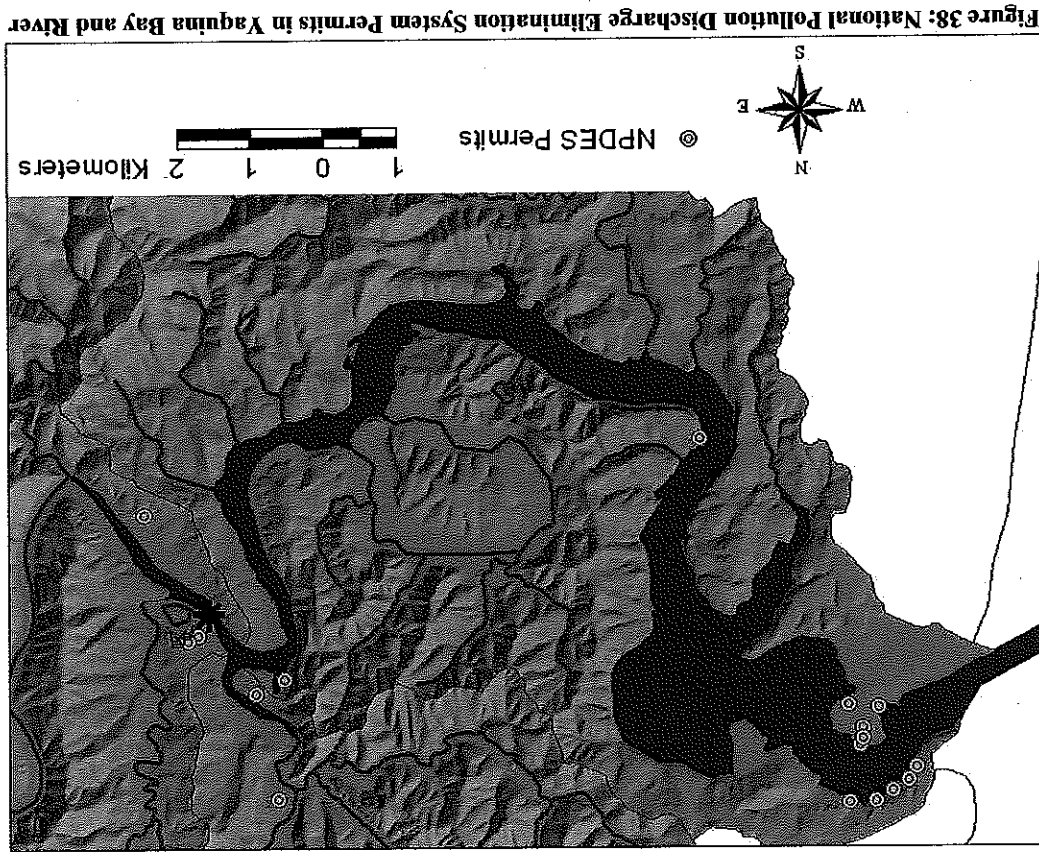 N
W E
S
NPDES Permits
1 0 1 2 Kilometers
Figure 38: National Pollution Discharge Elimination System Permits in Yaquina Bay and River